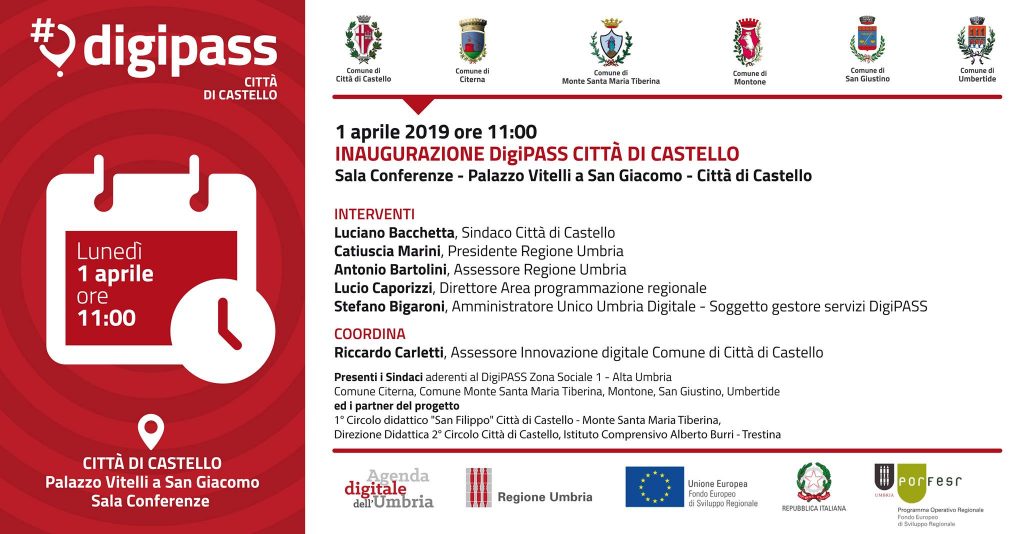 #digipass
CITTÀ
DI CASTELLO
Lunedì
1 aprile
ore
11:00
CITTÀ DI CASTELLO
Palazzo Vitelli a San Giacomo
Sala Conferenze
Comune di
Città di Castello
Comune di
Citerna
Comune di
Monte Santa Maria Tiberina
Comune di
Montone
Comune di
San Giustino
Comune di
Umbertide
1 aprile 2019 ore 11:00
INAUGURAZIONE DigiPASS CITTÀ DI CASTELLO
Sala Conferenze - Palazzo Vitelli a San Giacomo - Città di Castello
INTERVENTI
Luciano Bacchetta, Sindaco Città di Castello
Catiuscia Marini, Presidente Regione Umbria
Antonio Bartolini, Assessore Regione Umbria
Lucio Caporizzi, Direttore Area programmazione regionale
Stefano Bigaroni, Amministratore Unico Umbria Digitale - Soggetto gestore servizi DigiPASS
COORDINA
Riccardo Carletti, Assessore Innovazione digitale Comune di Città di Castello
Presenti i Sindaci aderenti al DigiPASS Zona Sociale 1 - Alta Umbria
Comune Citerna, Comune Monte Santa Maria Tiberina, Montone, San Giustino, Umbertide
ed i partner del progetto
1° Circolo didattico "San Filippo" Città di Castello - Monte Santa Maria Tiberina,
Direzione Didattica 2° Circolo Città di Castello, Istituto Comprensivo Alberto Burri - Trestina
Agenda
digitale
dell'Umbria
Regione Umbria
Unione Europea
Fondo Europeo
di Sviluppo Regionale
REPUBBLICA ITALIANA
UMBRIA
porfesr
Programma Operativo Regionale
Fondo Europeo
di Sviluppo Regionale